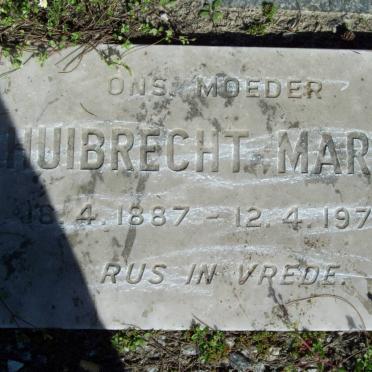 ONS MOEDER
HUIBRECHT MAR
18.4.1887 - 12.4.197
RUS IN VREDE.